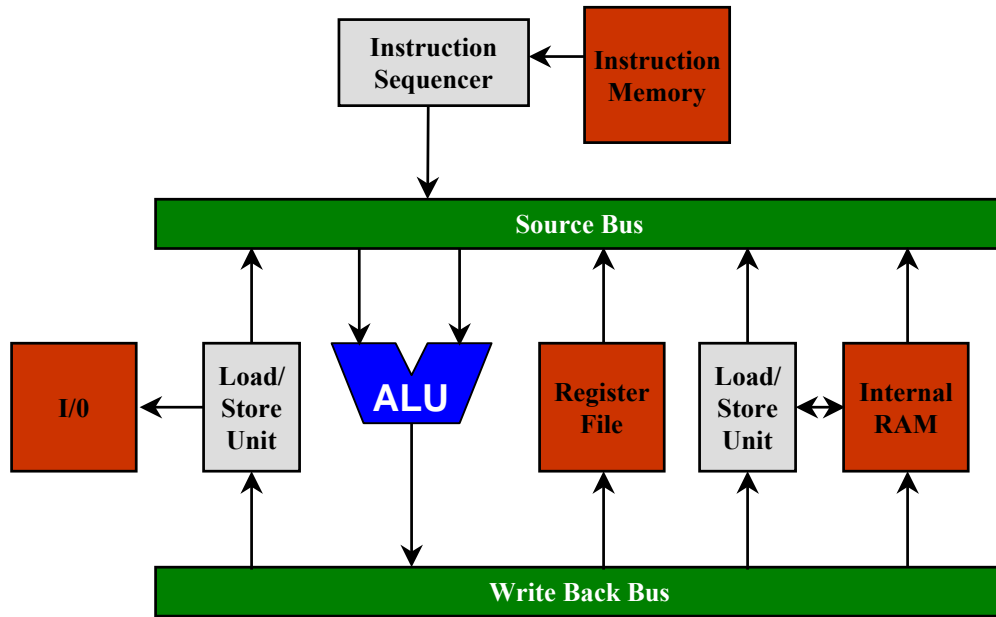 Instruction
Sequencer
Instruction
Memory
Source Bus
I/0
Load/
Store
Unit
ALU
Register
File
Load/
Store
Unit
Internal
RAM
Write Back Bus